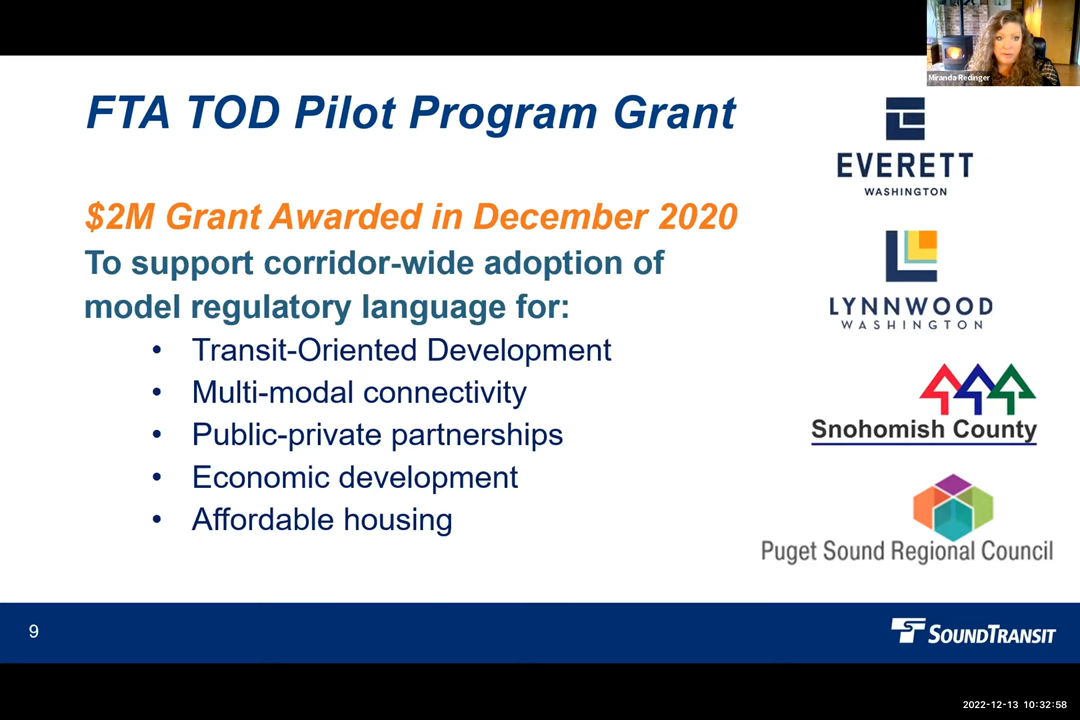 Miranda Redinger
FTA TOD Pilot Program Grant
$2M Grant Awarded in December 2020
To support corridor-wide adoption of
model regulatory language for:
• Transit-Oriented Development
• Multi-modal connectivity
• Public-private partnerships
• Economic development
• Affordable housing
EVERETT
WASHINGTON
LYNNWOOD
WASHINGTON
Snohomish County
Puget Sound Regional Council
9
SOUNDTRANSIT
2022-12-13 10:32:58